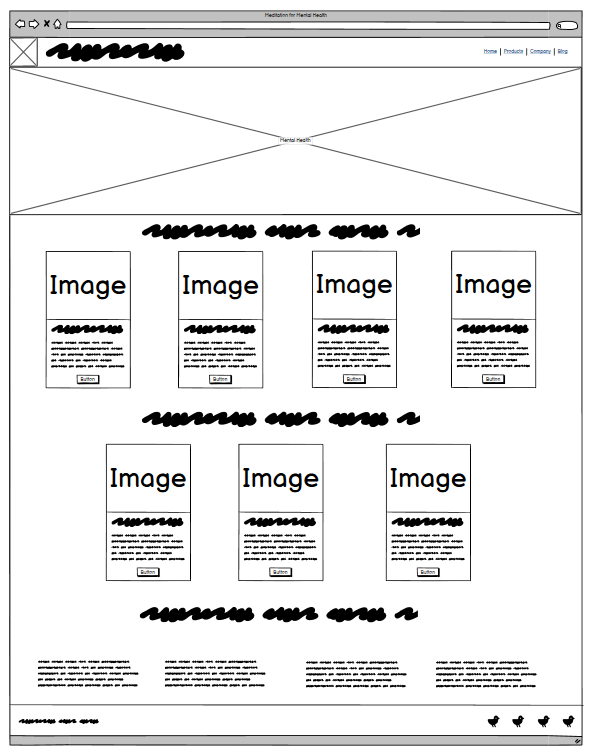 Meditation for Mental Health
Home | Products | Company | Blog
Mental Health
Image Image Image Image
Button Button Button Button
Image Image Image
Button Button Button